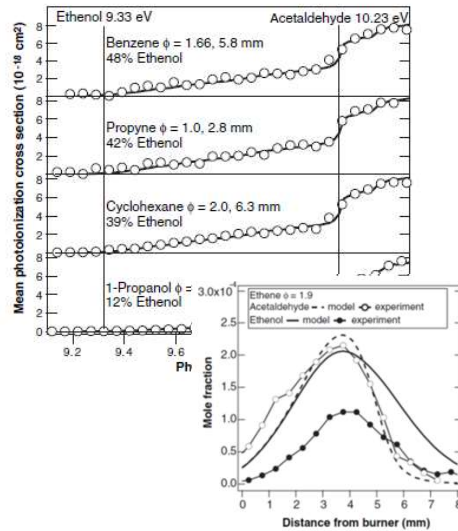 Ethenol 9.33 eV Acetaldehyde 10.23 eV
Mean photoionization cross section (10⁻¹⁸ cm²)
8
6
4
2
0
Benzene ϕ = 1.66, 5.8 mm
48% Ethenol
8
6
4
2
Propyne ϕ = 1.0, 2.8 mm
42% Ethenol
8
6
4
2
Cyclohexane ϕ = 2.0, 6.3 mm
39% Ethenol
8
6
4
2
0
1-Propanol ϕ =
12% Ethenol
9.2 9.4 9.6
Ph
Ethene ϕ = 1.9
Acetaldehyde model experiment
Ethenol model experiment
3.0x10⁻⁴
2.5
2.0
1.5
1.0
0.5
0.0
Mole fraction
0 1 2 3 4 5 6 7 8
Distance from burner (mm)